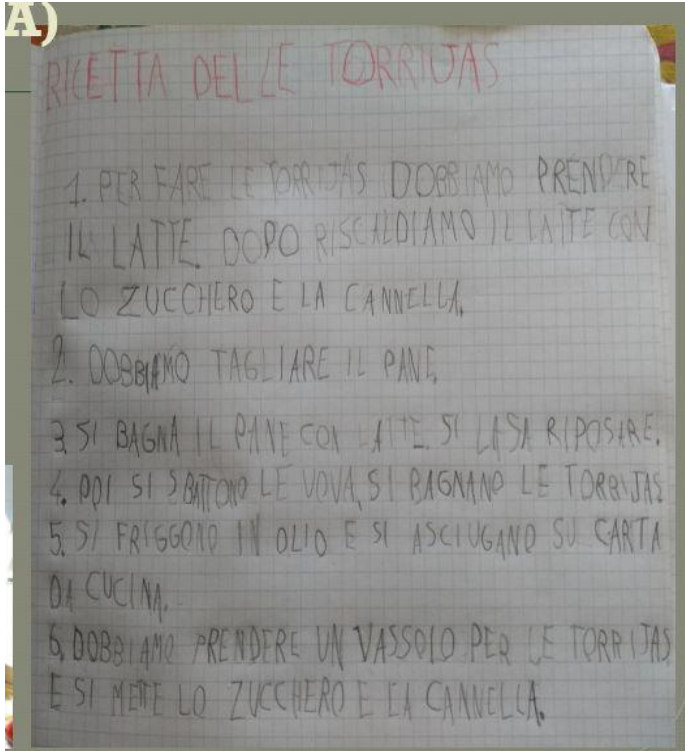 A)
RICETTA DELLE TORRIJAS
1. PER FARE LE TORRIJAS DOBBIAMO PRENDERE
IL LATTE. DOPO RISCALDIAMO IL LATTE CON
LO ZUCCHERO E LA CANNELLA.
2. DOBBIAMO TAGLIARE IL PANE.
3. SI BAGNA IL PANE CON LATTE. SI LASA RIPOSARE.
4. POI SI SBATTONO LE UOVA, SI BAGNANO LE TORRIJAS
5. SI FRIGGONO IN OLIO E SI ASCIUGANO SU CARTA
DA CUCINA.
6. DOBBIAMO PRENDERE UN VASSOLO PER LE TORRIJAS
E SI METTE LO ZUCCHERO E LA CANNELLA.